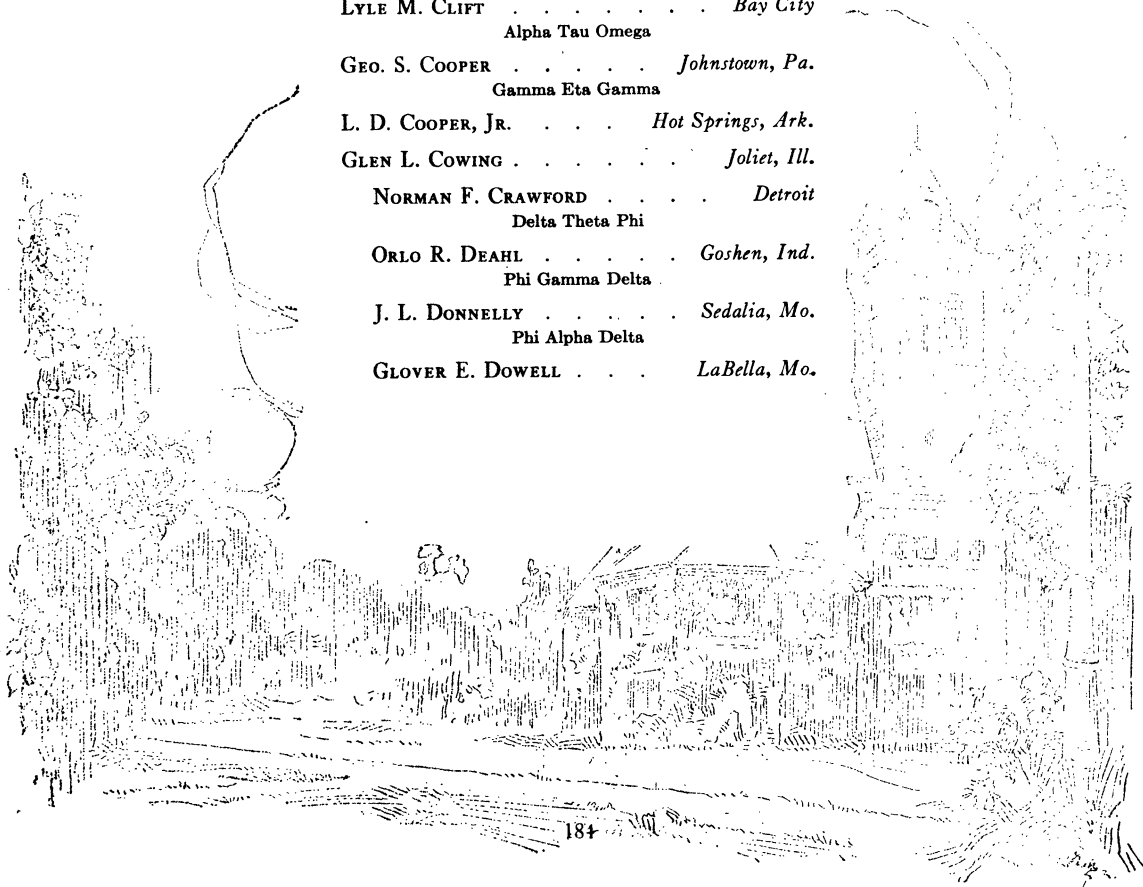 LYLE M. CLIFT . . . . . . . Bay City
Alpha Tau Omega
GEO. S. COOPER . . . . . Johnstown, Pa.
Gamma Eta Gamma
L. D. COOPER, JR. . . . Hot Springs, Ark.
GLEN L. COWING . . . . . . Joliet, Ill.
NORMAN F. CRAWFORD . . . . Detroit
Delta Theta Phi
ORLO R. DEAHL . . . . . Goshen, Ind.
Phi Gamma Delta
J. L. DONNELLY . . . . . Sedalia, Mo.
Phi Alpha Delta
GLOVER E. DOWELL . . . LaBella, Mo.
184